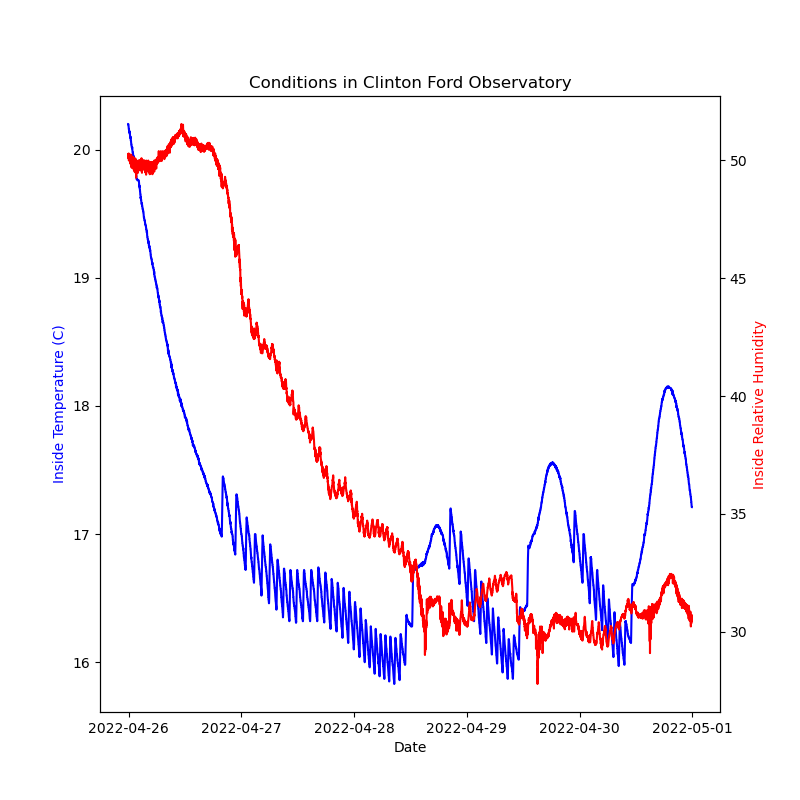 Conditions in Clinton Ford Observatory
Inside Temperature (C)
20
19
18
17
16
50
45
40
35
30
Inside Relative Humidity
2022-04-26 2022-04-27 2022-04-28 2022-04-29 2022-04-30 2022-05-01
Date